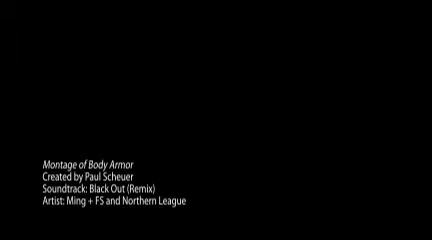 Montage of Body Armor
Created by Paul Scheuer
Soundtrack: Black Out (Remix)
Artist: Ming + FS and Northern League